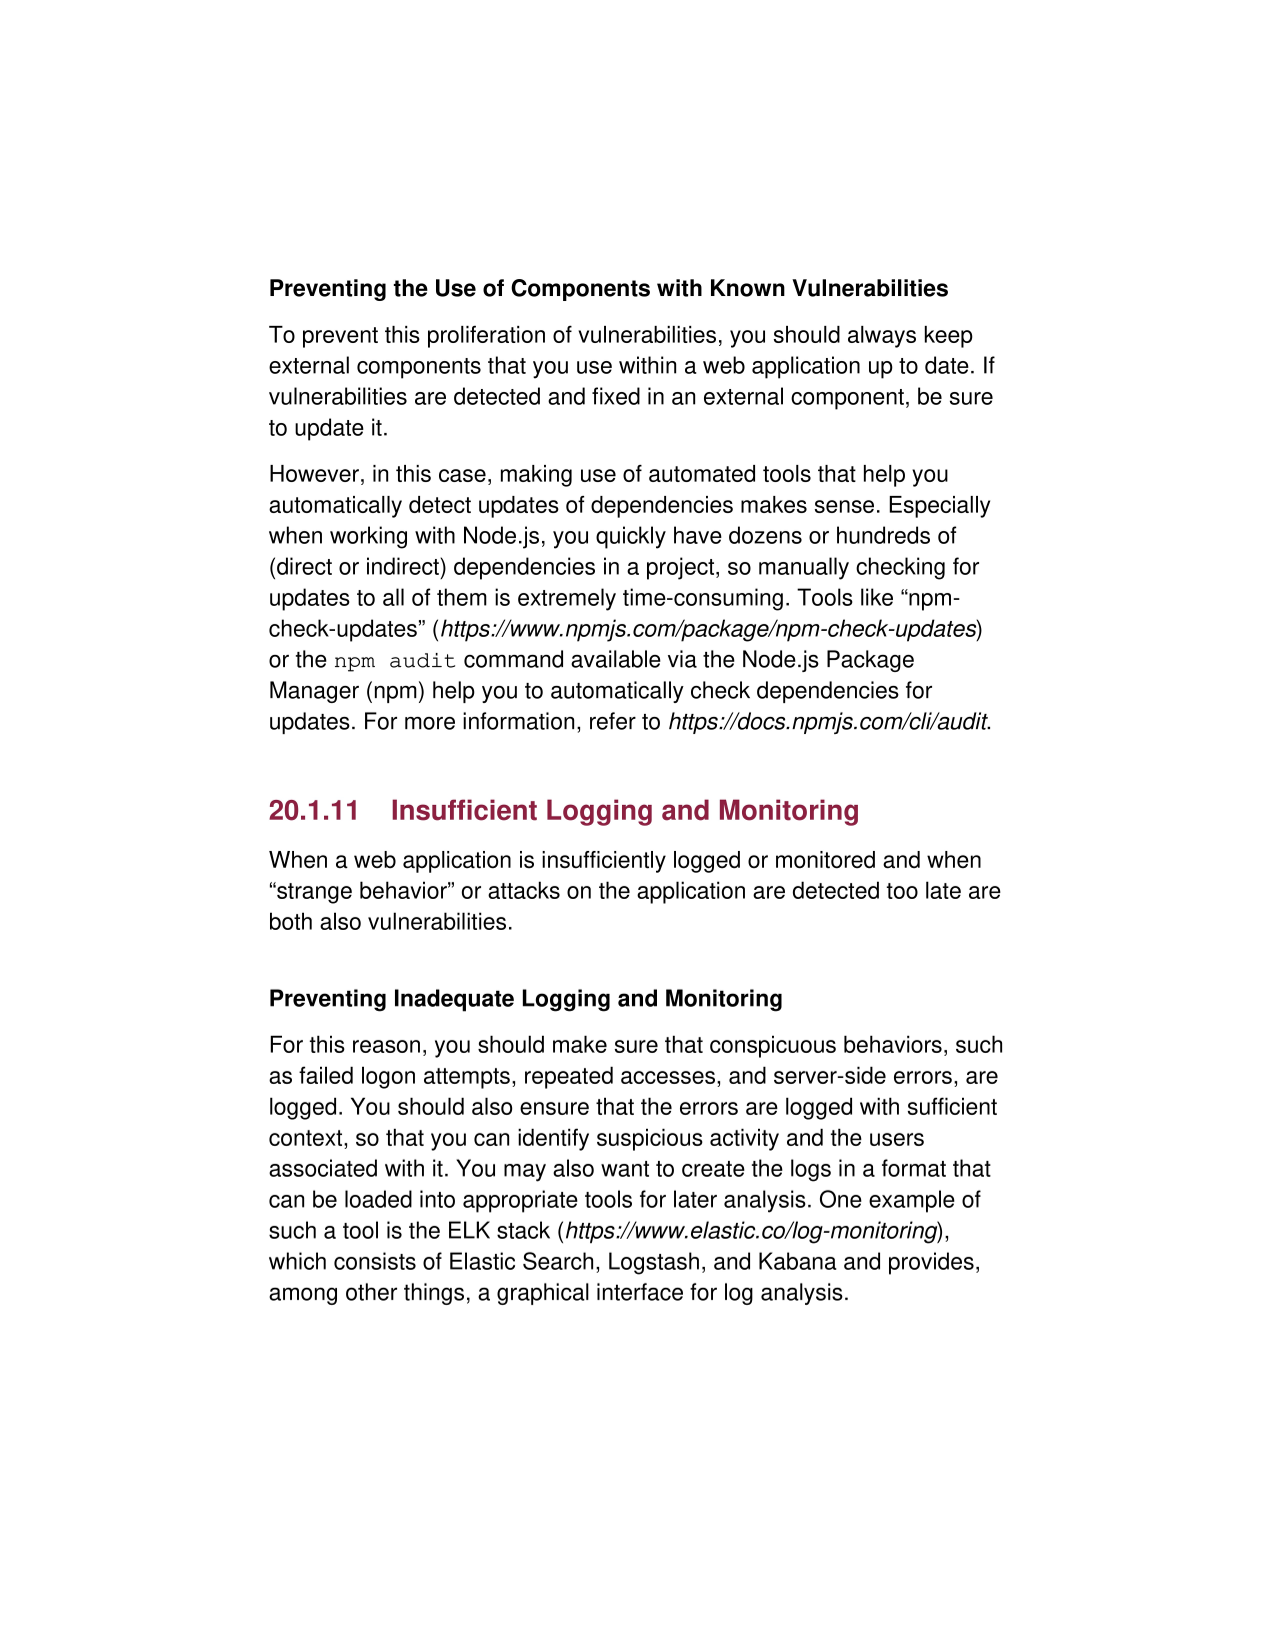 Preventing the Use of Components with Known Vulnerabilities
To prevent this proliferation of vulnerabilities, you should always keep
external components that you use within a web application up to date. If
vulnerabilities are detected and fixed in an external component, be sure
to update it.
However, in this case, making use of automated tools that help you
automatically detect updates of dependencies makes sense. Especially
when working with Node.js, you quickly have dozens or hundreds of
(direct or indirect) dependencies in a project, so manually checking for
updates to all of them is extremely time-consuming. Tools like “npm-
check-updates” (https://www.npmjs.com/package/npm-check-updates)
or the npm audit command available via the Node.js Package
Manager (npm) help you to automatically check dependencies for
updates. For more information, refer to https://docs.npmjs.com/cli/audit.
20.1.11 Insufficient Logging and Monitoring
When a web application is insufficiently logged or monitored and when
“strange behavior” or attacks on the application are detected too late are
both also vulnerabilities.
Preventing Inadequate Logging and Monitoring
For this reason, you should make sure that conspicuous behaviors, such
as failed logon attempts, repeated accesses, and server-side errors, are
logged. You should also ensure that the errors are logged with sufficient
context, so that you can identify suspicious activity and the users
associated with it. You may also want to create the logs in a format that
can be loaded into appropriate tools for later analysis. One example of
such a tool is the ELK stack (https://www.elastic.co/log-monitoring),
which consists of Elastic Search, Logstash, and Kabana and provides,
among other things, a graphical interface for log analysis.